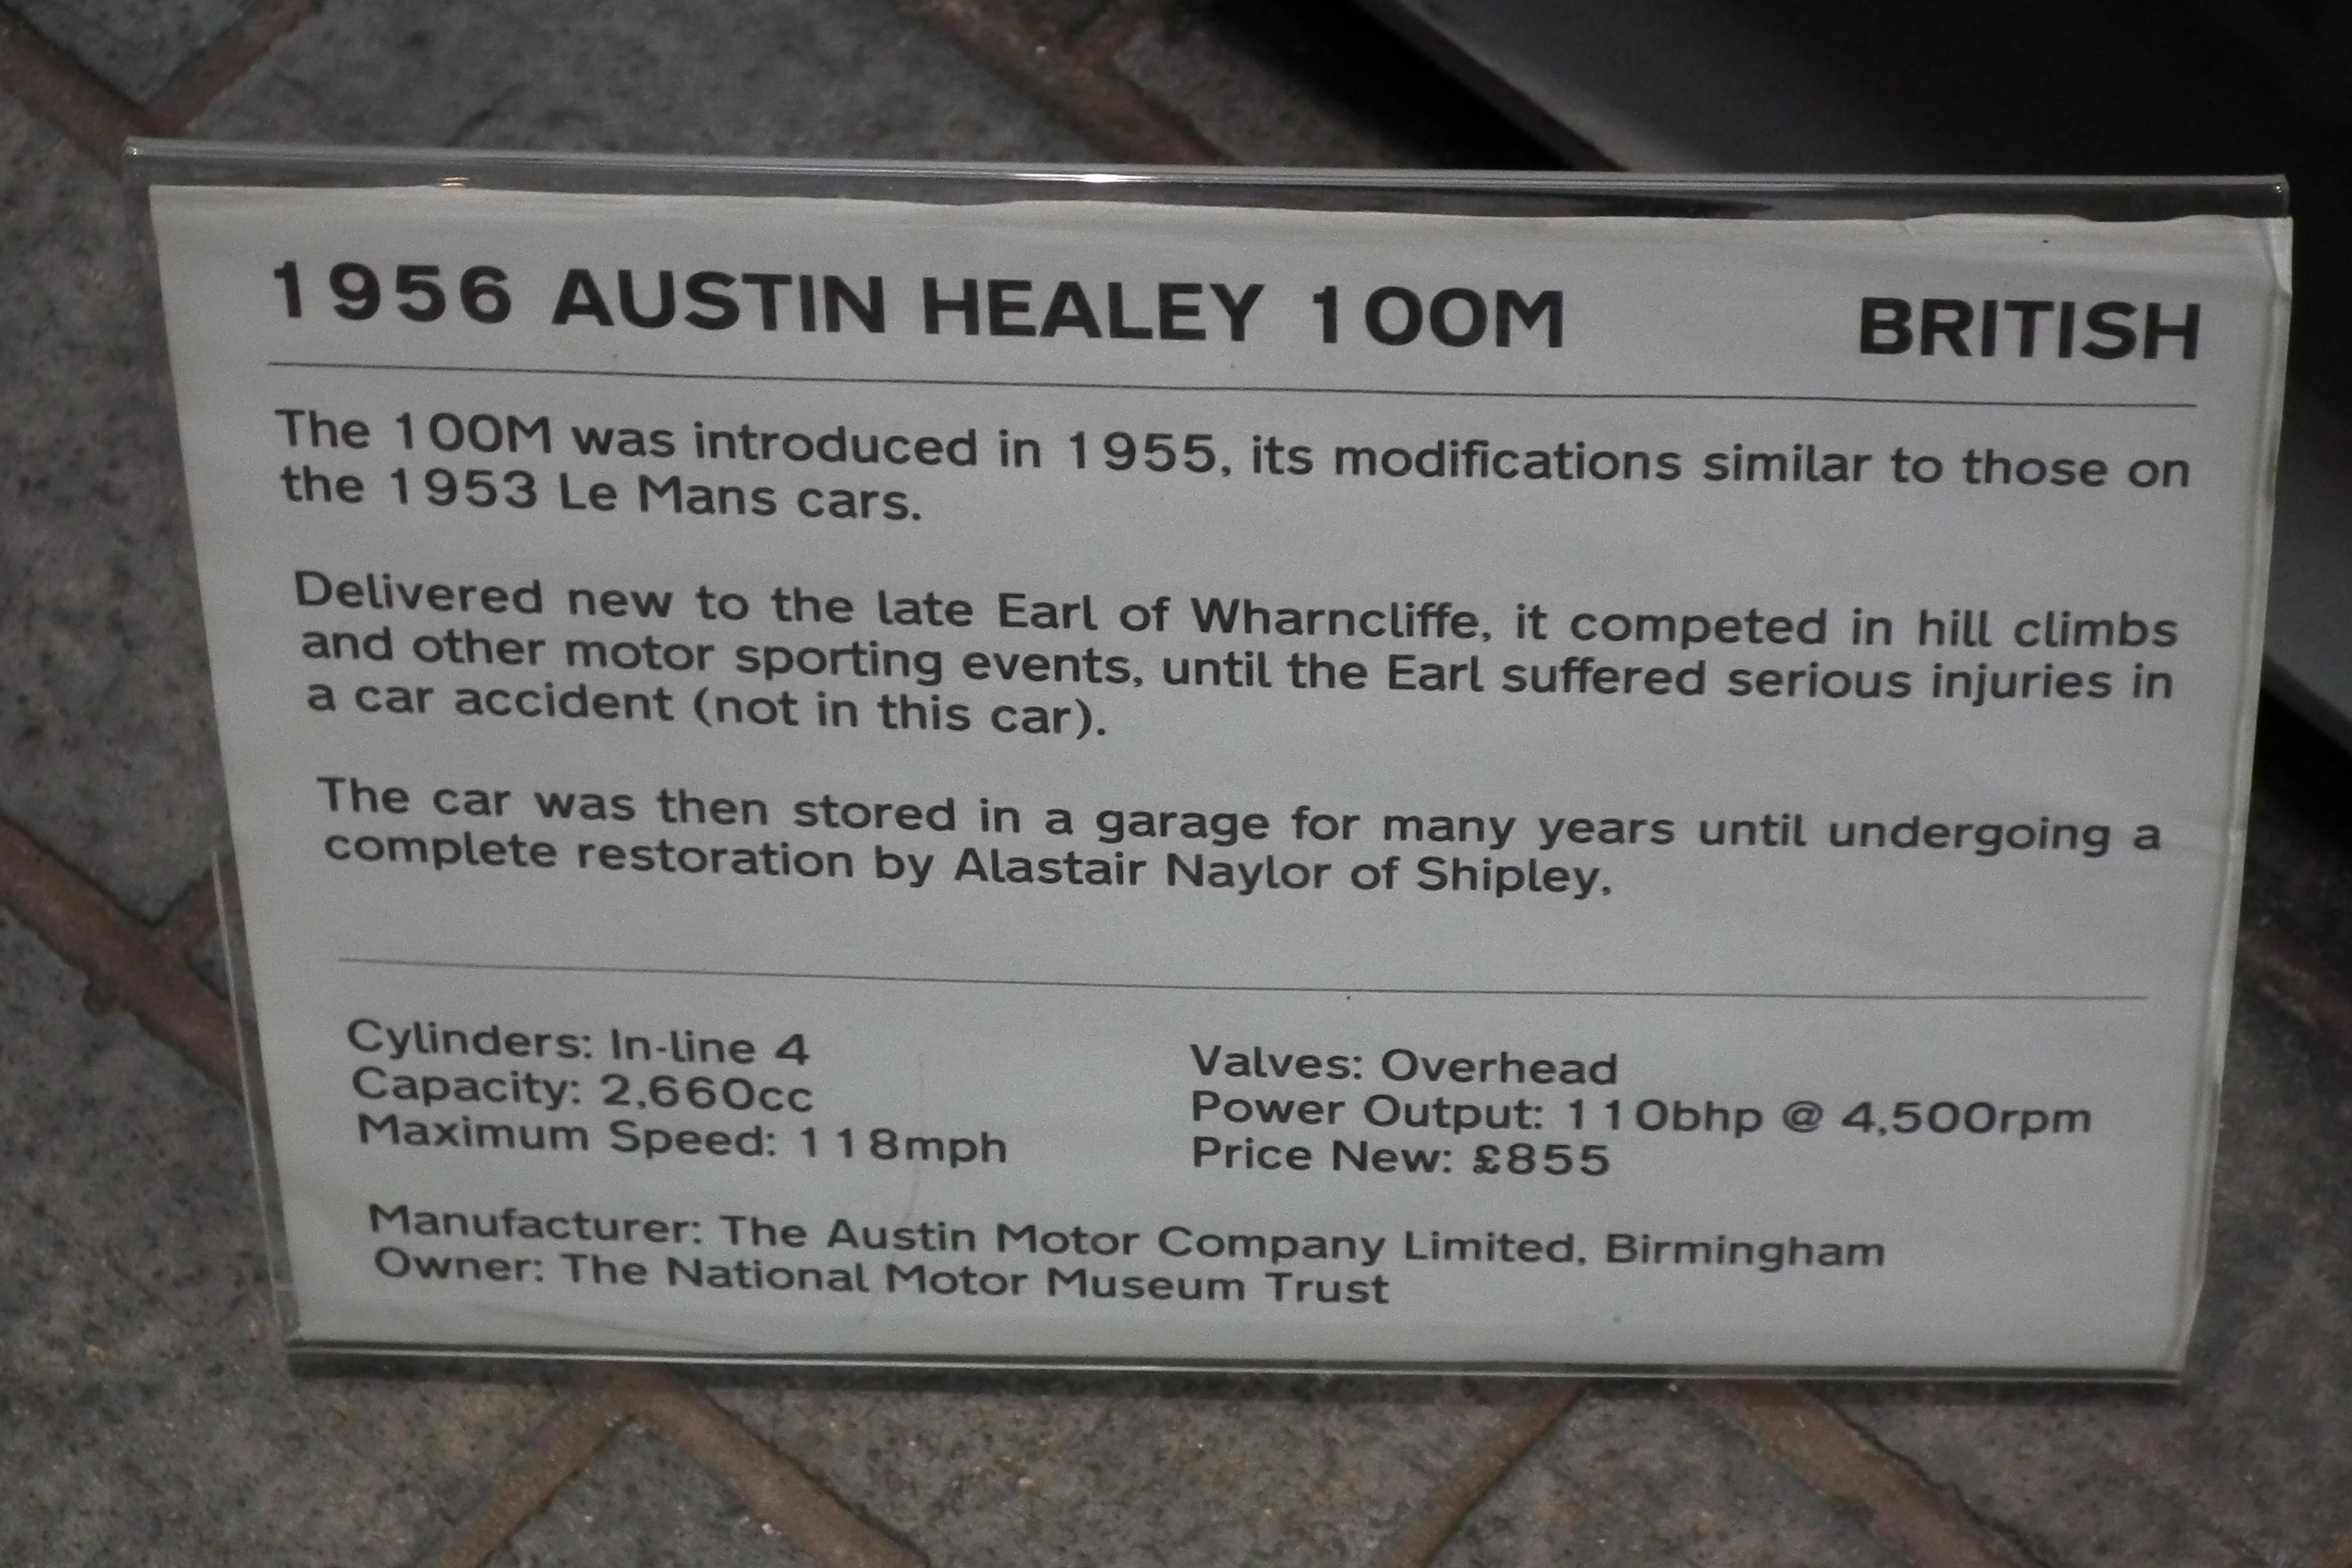 1956 AUSTIN HEALEY 100M BRITISH
The 100M was introduced in 1955, its modifications similar to those on
the 1953 Le Mans cars.
Delivered new to the late Earl of Wharncliffe, it competed in hill climbs
and other motor sporting events, until the Earl suffered serious injuries in
a car accident (not in this car).
The car was then stored in a garage for many years until undergoing a
complete restoration by Alastair Naylor of Shipley,
Cylinders: In-line 4
Capacity: 2,660cc
Maximum Speed: 118mph
Valves: Overhead
Power Output: 110bhp @ 4,500rpm
Price New: £855
Manufacturer: The Austin Motor Company Limited, Birmingham
Owner: The National Motor Museum Trust